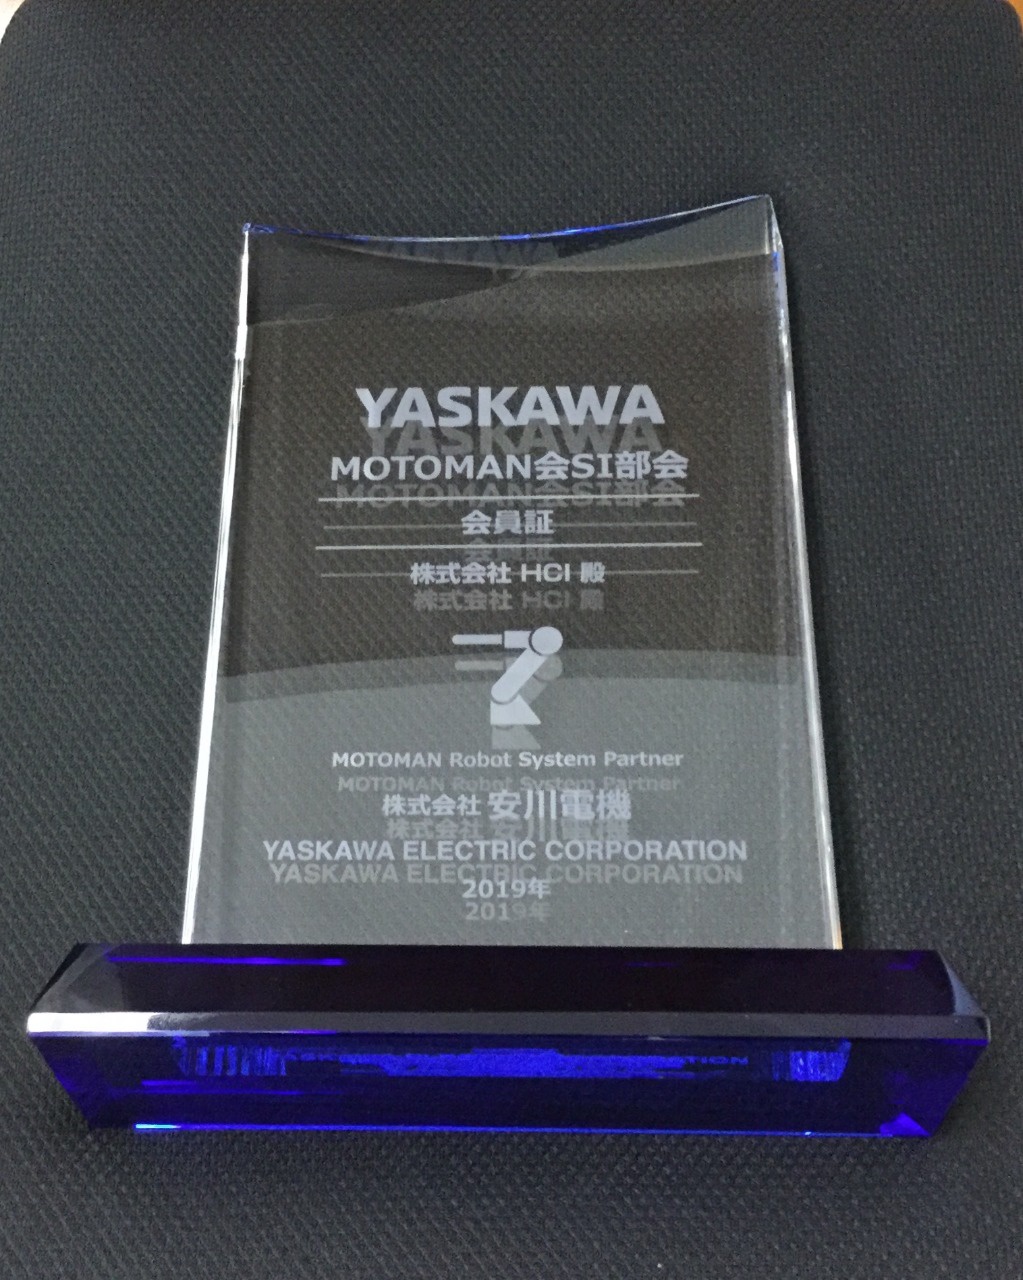 YASKAWA
MOTOMAN会SI部会
会員証
株式会社 HCI 殿
MOTOMAN Robot System Partner
株式会社 安川電機
YASKAWA ELECTRIC CORPORATION
2019年